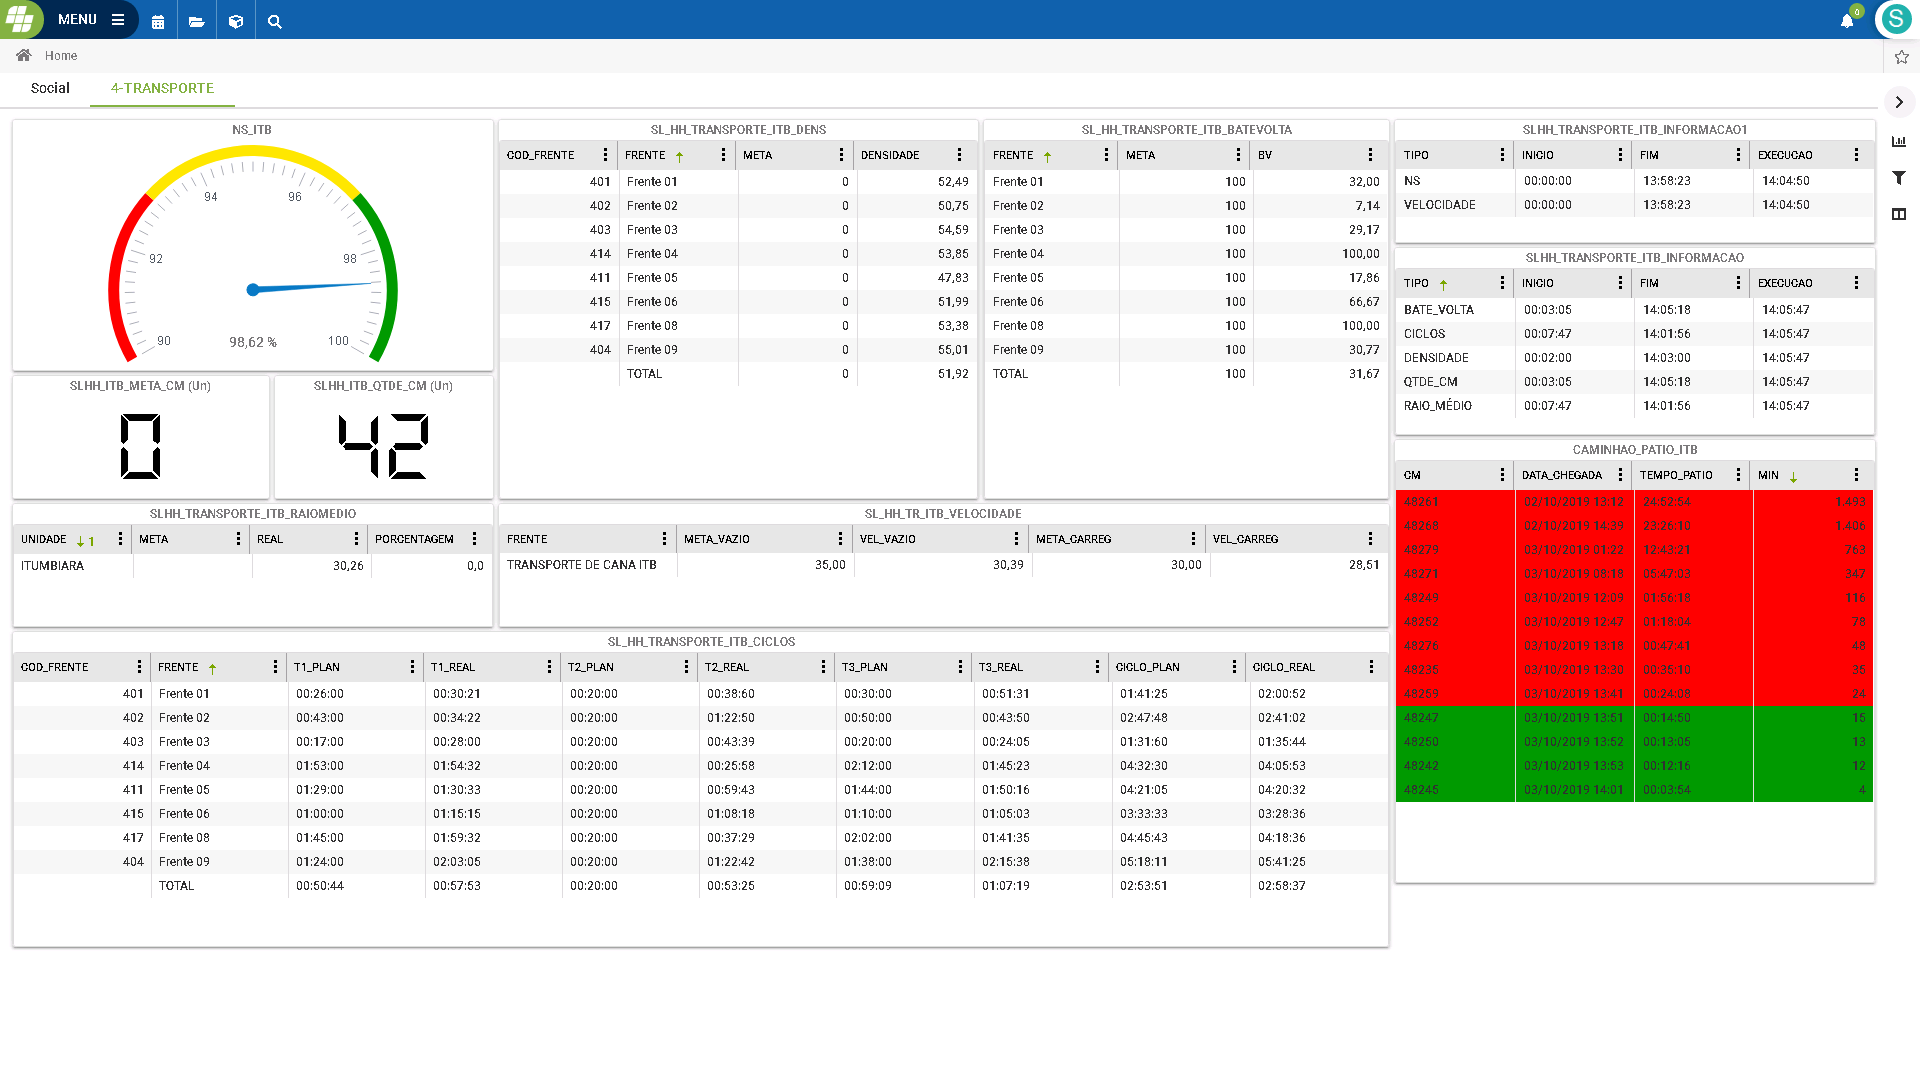 MENU
0
S
Home
Social
4-TRANSPORTE
NS_ITB
90
92
94
96
98
100
98,62 %
SLHH_ITB_META_CM (Un)
0
SLHH_ITB_QTDE_CM (Un)
42
SL_HH_TRANSPORTE_ITB_DENS
COD_FRENTE FRENTE META DENSIDADE
401 Frente 01 0 52,49
402 Frente 02 0 50,75
403 Frente 03 0 54,59
414 Frente 04 0 53,85
411 Frente 05 0 47,83
415 Frente 06 0 51,99
417 Frente 08 0 53,38
404 Frente 09 0 55,01
TOTAL 0 51,92
SL_HH_TRANSPORTE_ITB_BATEVOLTA
FRENTE META BV
Frente 01 100 32,00
Frente 02 100 7,14
Frente 03 100 29,17
Frente 04 100 100,00
Frente 05 100 17,86
Frente 06 100 66,67
Frente 08 100 100,00
Frente 09 100 30,77
TOTAL 100 31,67
SLHH_TRANSPORTE_ITB_INFORMACAO1
TIPO INICIO FIM EXECUCAO
NS 00:00:00 13:58:23 14:04:50
VELOCIDADE 00:00:00 13:58:23 14:04:50
SLHH_TRANSPORTE_ITB_INFORMACAO
TIPO INICIO FIM EXECUCAO
BATE_VOLTA 00:03:05 14:05:18 14:05:47
CICLOS 00:07:47 14:01:56 14:05:47
DENSIDADE 00:02:00 14:03:00 14:05:47
QTDE_CM 00:03:05 14:05:18 14:05:47
RAIO_MÉDIO 00:07:47 14:01:56 14:05:47
CAMINHAO_PATIO_ITB
CM DATA_CHEGADA TEMPO_PATIO MIN
48261 02/10/2019 13:12 24:52:54 1.493
48268 02/10/2019 14:39 23:26:10 1.406
48279 03/10/2019 01:22 12:43:21 763
48271 03/10/2019 08:18 05:47:03 347
48249 03/10/2019 12:09 01:56:18 116
48252 03/10/2019 12:47 01:18:04 78
48276 03/10/2019 13:18 00:47:41 48
48236 03/10/2019 13:30 00:35:10 35
48259 03/10/2019 13:41 00:24:08 24
48247 03/10/2019 13:51 00:14:50 15
48250 03/10/2019 13:52 00:13:05 13
48242 03/10/2019 13:53 00:12:16 12
48245 03/10/2019 14:01 00:03:54 4
SLHH_TRANSPORTE_ITB_RAIOMEDIO
UNIDADE 1 META REAL PORCENTAGEM
ITUMBIARA 30,26 0,0
SL_HH_TR_ITB_VELOCIDADE
FRENTE META_VAZIO VEL_VAZIO META_CARREG VEL_CARREG
TRANSPORTE DE CANA ITB 35,00 30,39 30,00 28,51
SL_HH_TRANSPORTE_ITB_CICLOS
COD_FRENTE FRENTE T1_PLAN T1_REAL T2_PLAN T2_REAL T3_PLAN T3_REAL CICLO_PLAN CICLO_REAL
401 Frente 01 00:26:00 00:30:21 00:20:00 00:38:60 00:30:00 00:51:31 01:41:25 02:00:52
402 Frente 02 00:43:00 00:34:22 00:20:00 01:22:50 00:50:00 00:43:50 02:47:48 02:41:02
403 Frente 03 00:17:00 00:28:00 00:20:00 00:43:39 00:20:00 00:24:05 01:31:60 01:35:44
414 Frente 04 01:53:00 01:54:32 00:20:00 00:25:58 02:12:00 01:45:23 04:32:30 04:05:53
411 Frente 05 01:29:00 01:30:33 00:20:00 00:59:43 01:44:00 01:50:16 04:21:05 04:20:32
415 Frente 06 01:00:00 01:15:15 00:20:00 01:08:18 01:10:00 01:05:03 03:33:33 03:28:36
417 Frente 08 01:45:00 01:59:32 00:20:00 00:37:29 02:02:00 01:41:35 04:45:43 04:18:36
404 Frente 09 01:24:00 02:03:05 00:20:00 01:22:42 01:38:00 02:15:38 05:18:11 05:41:25
TOTAL 00:50:44 00:57:53 00:20:00 00:53:25 00:59:09 01:07:19 02:53:51 02:58:37